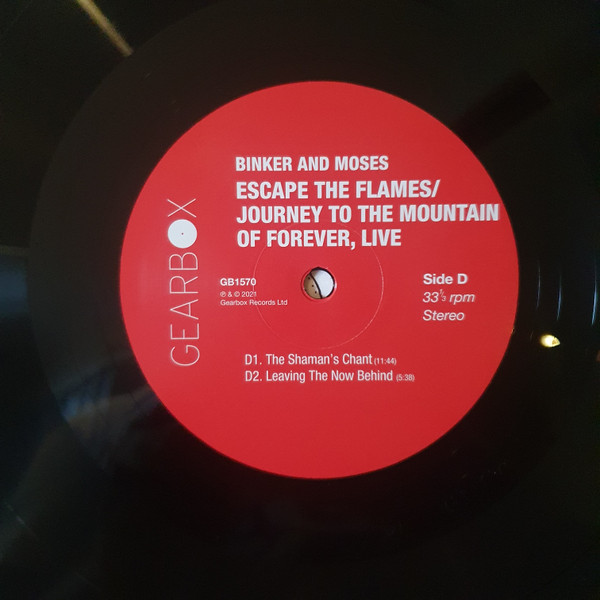 GEARBOX
BINKER AND MOSES
ESCAPE THE FLAMES/
JOURNEY TO THE MOUNTAIN
OF FOREVER, LIVE
GB1570
℗ & © 2021
Gearbox Records Ltd
Side D
33⅓ rpm
Stereo
D1. The Shaman's Chant (11:44)
D2. Leaving The Now Behind (5:38)